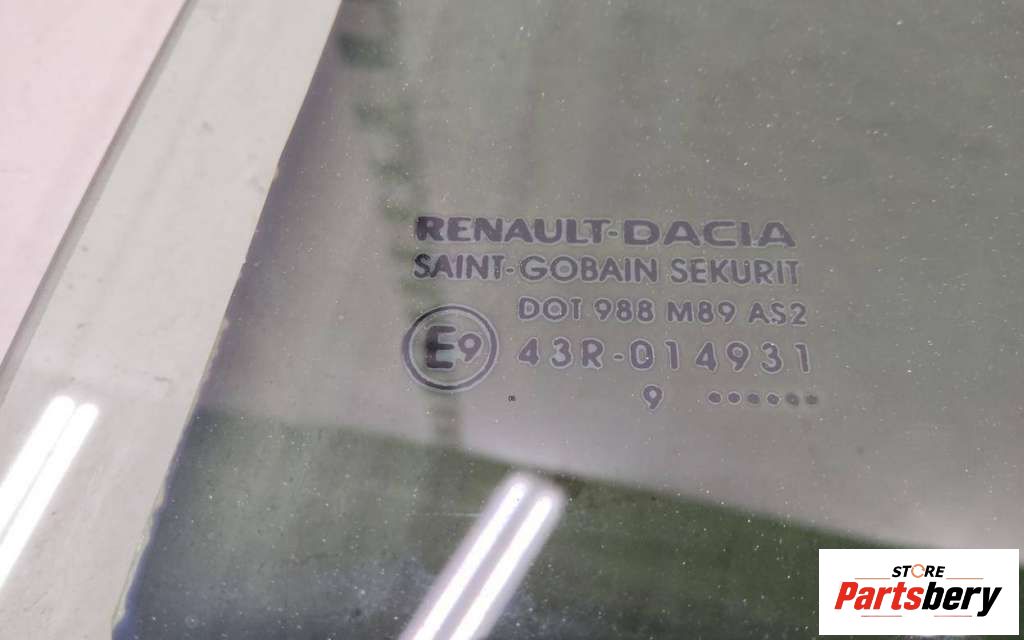 RENAULT-DACIA
SAINT-GOBAIN SEKURIT
DOT 988 M89 AS2
E9 43R-014931
9 ••••••
STORE
Partsbery